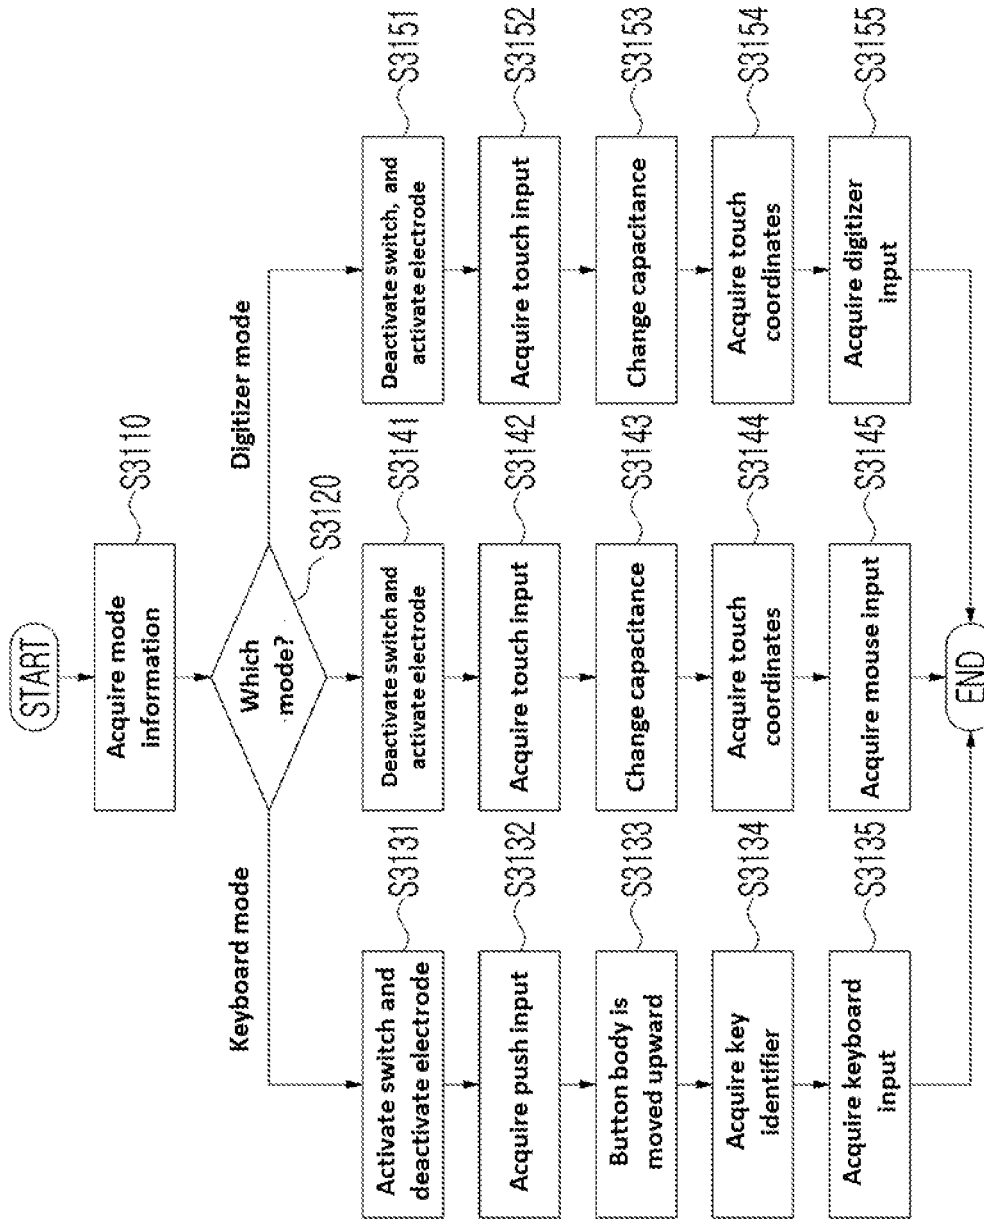 START
Acquire mode
information
S3110
Which
mode?
S3120
Keyboard mode
Digitizer mode
Activate switch and
deactivate electrode
S3131
Acquire push input
S3132
Button body is
moved upward
S3133
Acquire key
identifier
S3134
Acquire keyboard
input
S3135
Deactivate switch and
activate electrode
S3141
Acquire touch input
S3142
Change capacitance
S3143
Acquire touch
coordinates
S3144
Acquire mouse input
S3145
Deactivate switch, and
activate electrode
S3151
Acquire touch input
S3152
Change capacitance
S3153
Acquire touch
coordinates
S3154
Acquire digitizer
input
S3155
END